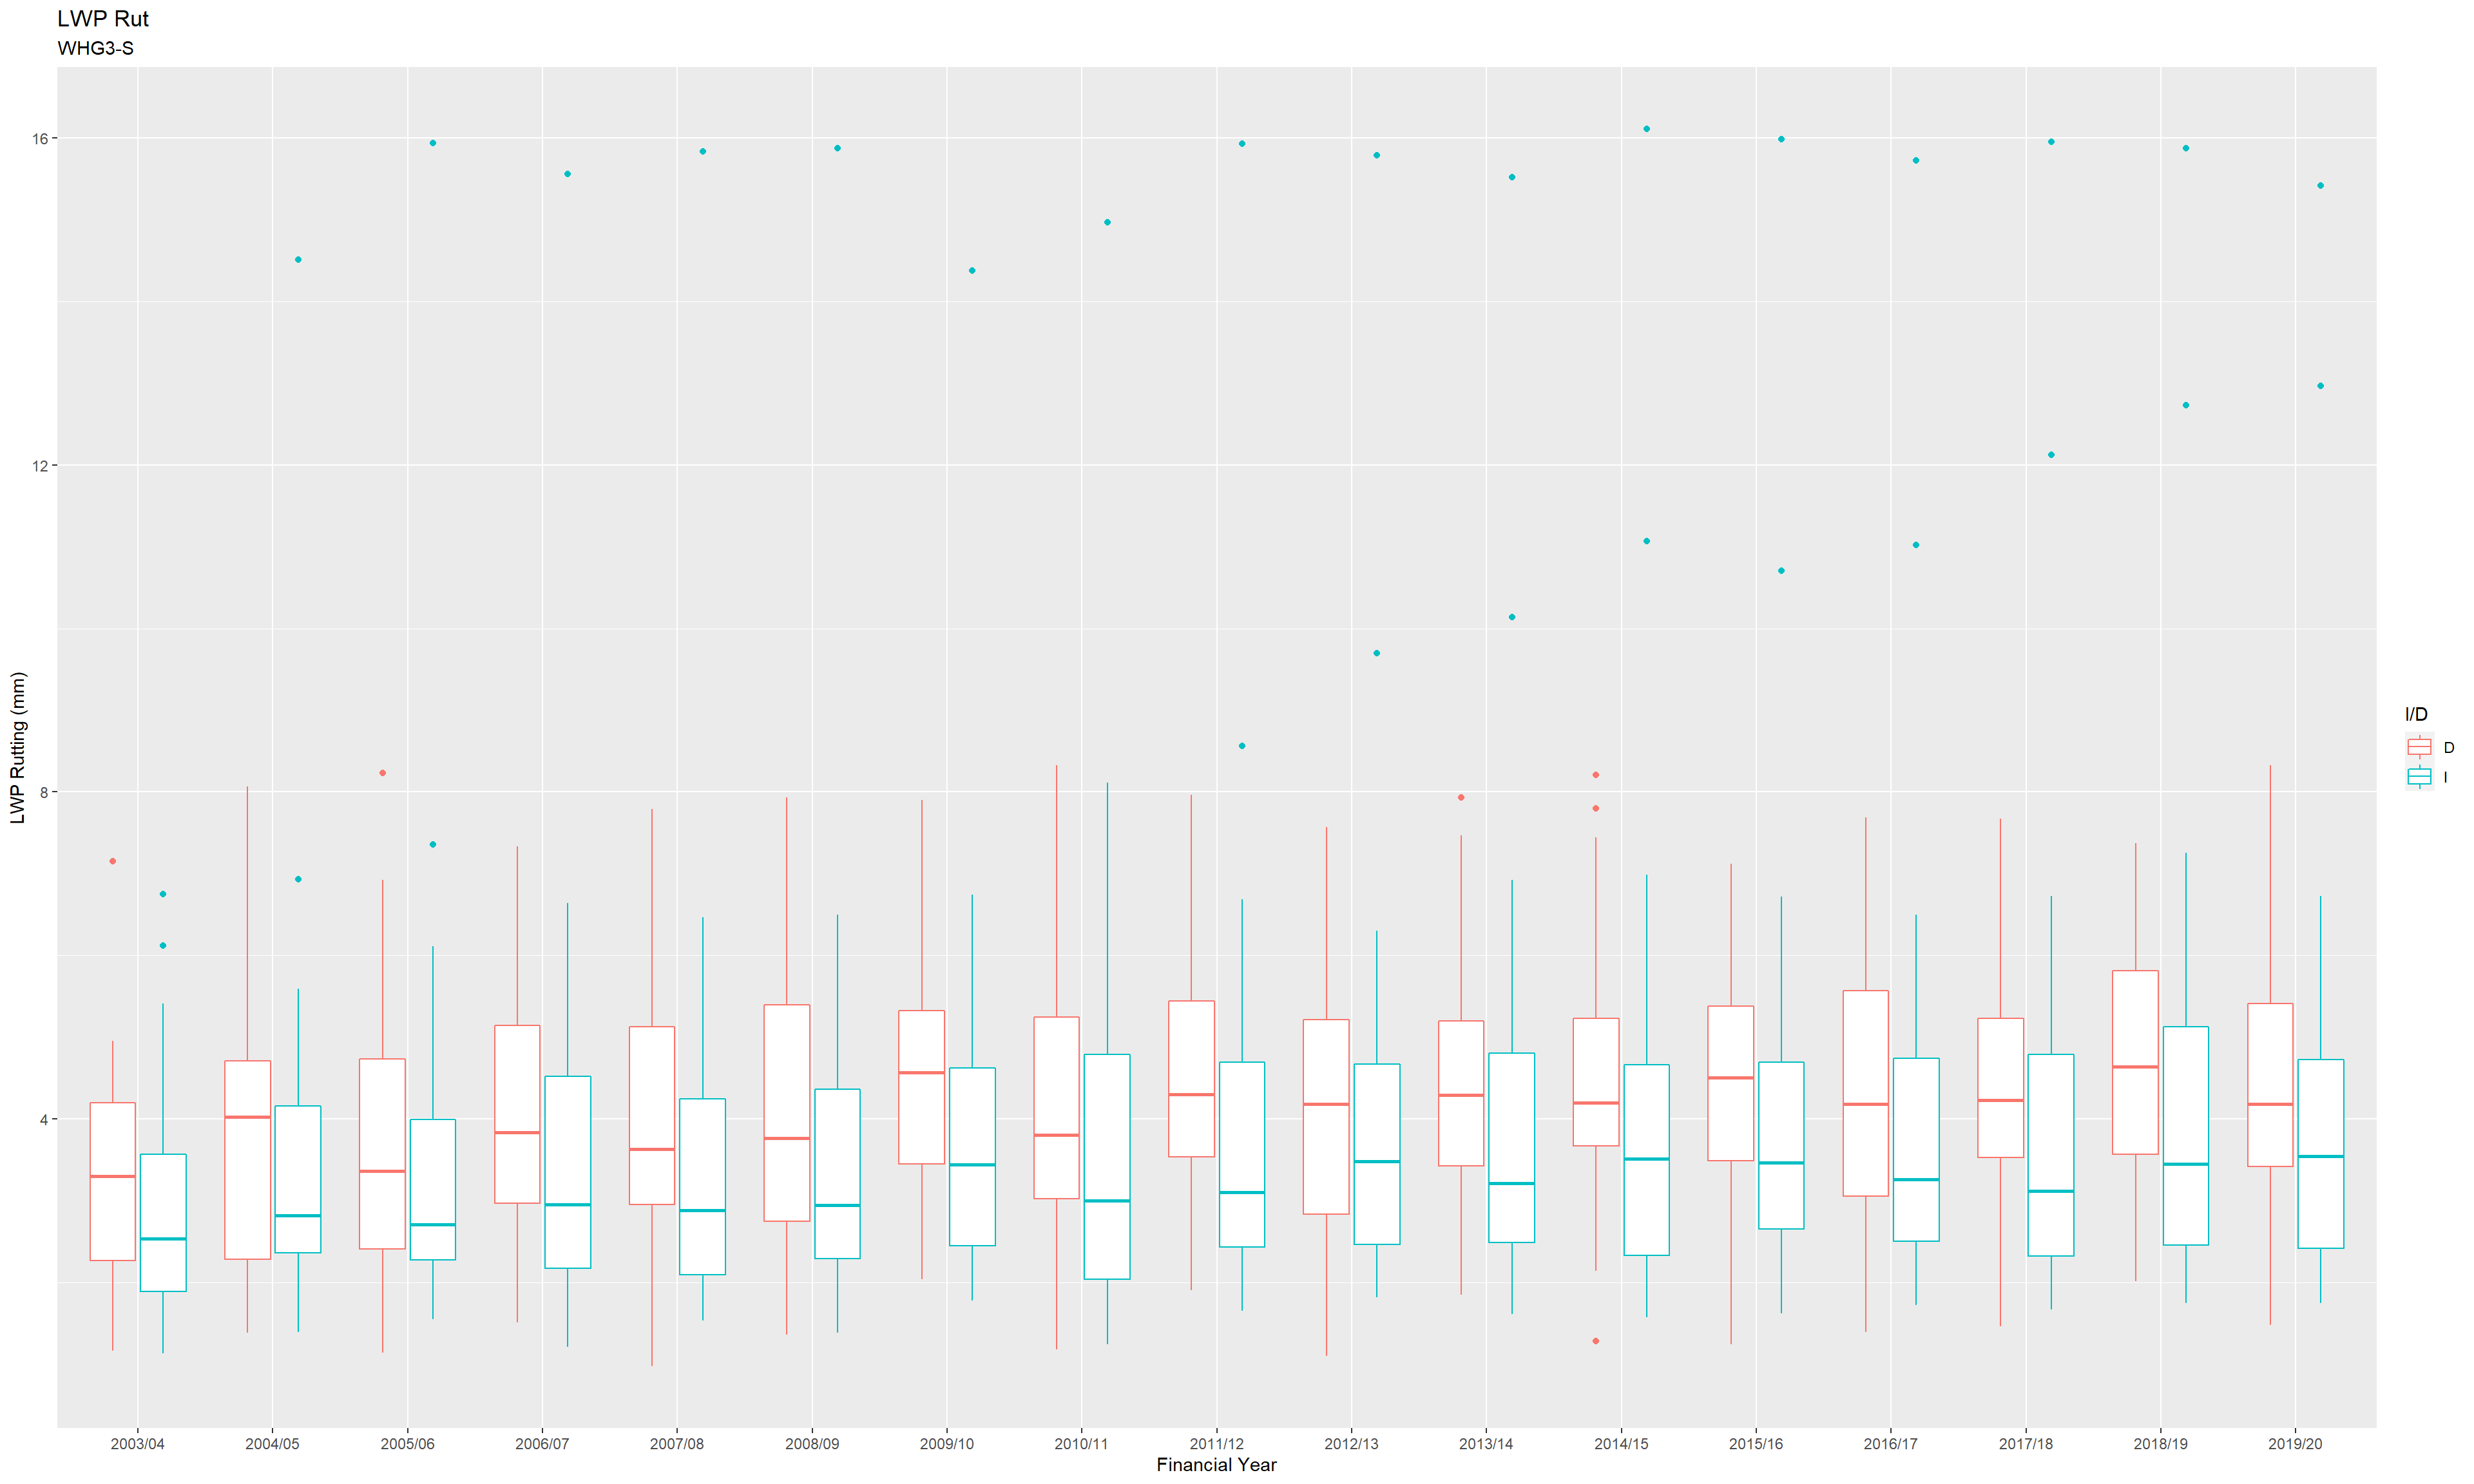 LWP Rut
WHG3-S
16
12
8
4
LWP Rutting (mm)
2003/04 2004/05 2005/06 2006/07 2007/08 2008/09 2009/10 2010/11 2011/12 2012/13 2013/14 2014/15 2015/16 2016/17 2017/18 2018/19 2019/20
Financial Year
I/D
D
I